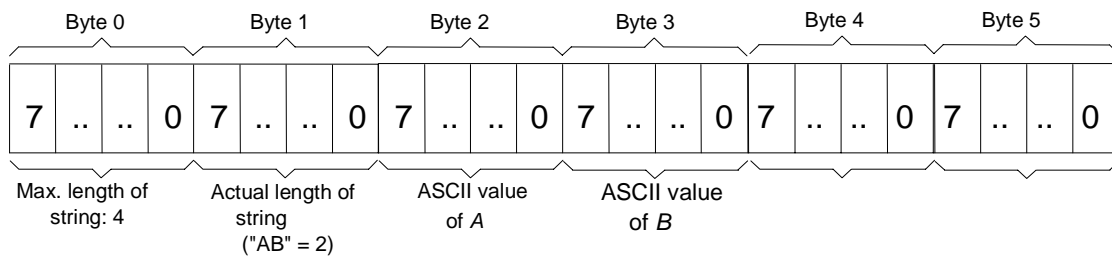 Byte 0 Byte 1 Byte 2 Byte 3 Byte 4 Byte 5
7 .. .. 0 7 .. .. 0 7 .. .. 0 7 .. .. 0 7 .. .. 0 7 .. .. 0
Max. length of
string: 4
Actual length of
string
("AB" = 2)
ASCII value
of A
ASCII value
of B